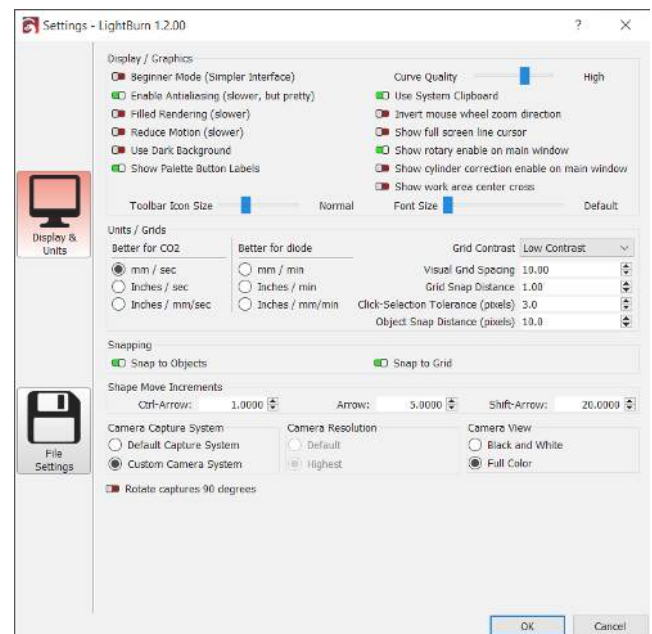 Settings - LightBurn 1.2.00 ? ×
Display / Graphics
Beginner Mode (Simpler Interface) Curve Quality High
Enable Antialiasing (slower, but pretty) Use System Clipboard
Filled Rendering (slower) Invert mouse wheel zoom direction
Reduce Motion (slower) Show full screen line cursor
Use Dark Background Show rotary enable on main window
Show Palette Button Labels Show cylinder correction enable on main window
Show work area center cross
Toolbar Icon Size Normal Font Size Default
Display & Units
Units / Grids
Better for CO2 Better for diode Grid Contrast Low Contrast
mm / sec mm / min Visual Grid Spacing 10.00
Inches / sec Inches / min Grid Snap Distance 1.00
Inches / mm/sec Inches / mm/min Click-Selection Tolerance (pixels) 3.0
Object Snap Distance (pixels) 10.0
Snapping
Snap to Objects Snap to Grid
Shape Move Increments
Ctrl-Arrow: 1.0000 Arrow: 5.0000 Shift-Arrow: 20.0000
Camera Capture System Camera Resolution Camera View
Default Capture System Default Black and White
Custom Camera System Highest Full Color
File Settings
Rotate captures 90 degrees
OK Cancel